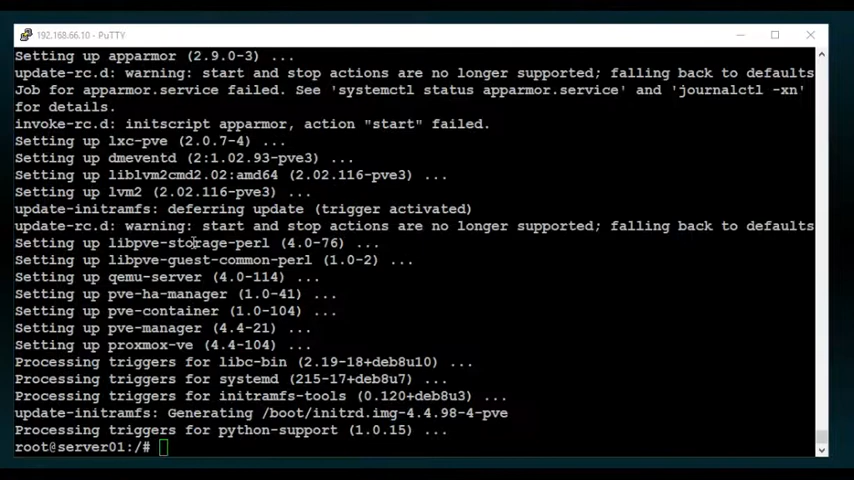 192.168.66.10 - PuTTY
Setting up apparmor (2.9.0-3) ...
update-rc.d: warning: start and stop actions are no longer supported; falling back to defaults
Job for apparmor.service failed. See 'systemctl status apparmor.service' and 'journalctl -xn'
for details.
invoke-rc.d: initscript apparmor, action "start" failed.
Setting up lxc-pve (2.0.7-4) ...
Setting up dmeventd (2:1.02.93-pve3) ...
Setting up liblvm2cmd2.02:amd64 (2.02.116-pve3) ...
Setting up lvm2 (2.02.116-pve3) ...
update-initramfs: deferring update (trigger activated)
update-rc.d: warning: start and stop actions are no longer supported; falling back to defaults
Setting up libpve-storage-perl (4.0-76) ...
Setting up libpve-guest-common-perl (1.0-2) ...
Setting up qemu-server (4.0-114) ...
Setting up pve-ha-manager (1.0-41) ...
Setting up pve-container (1.0-104) ...
Setting up pve-manager (4.4-21) ...
Setting up proxmox-ve (4.4-104) ...
Processing triggers for libc-bin (2.19-18+deb8u10) ...
Processing triggers for systemd (215-17+deb8u7) ...
Processing triggers for initramfs-tools (0.120+deb8u3) ...
update-initramfs: Generating /boot/initrd.img-4.4.98-4-pve
Processing triggers for python-support (1.0.15) ...
root@server01:/#